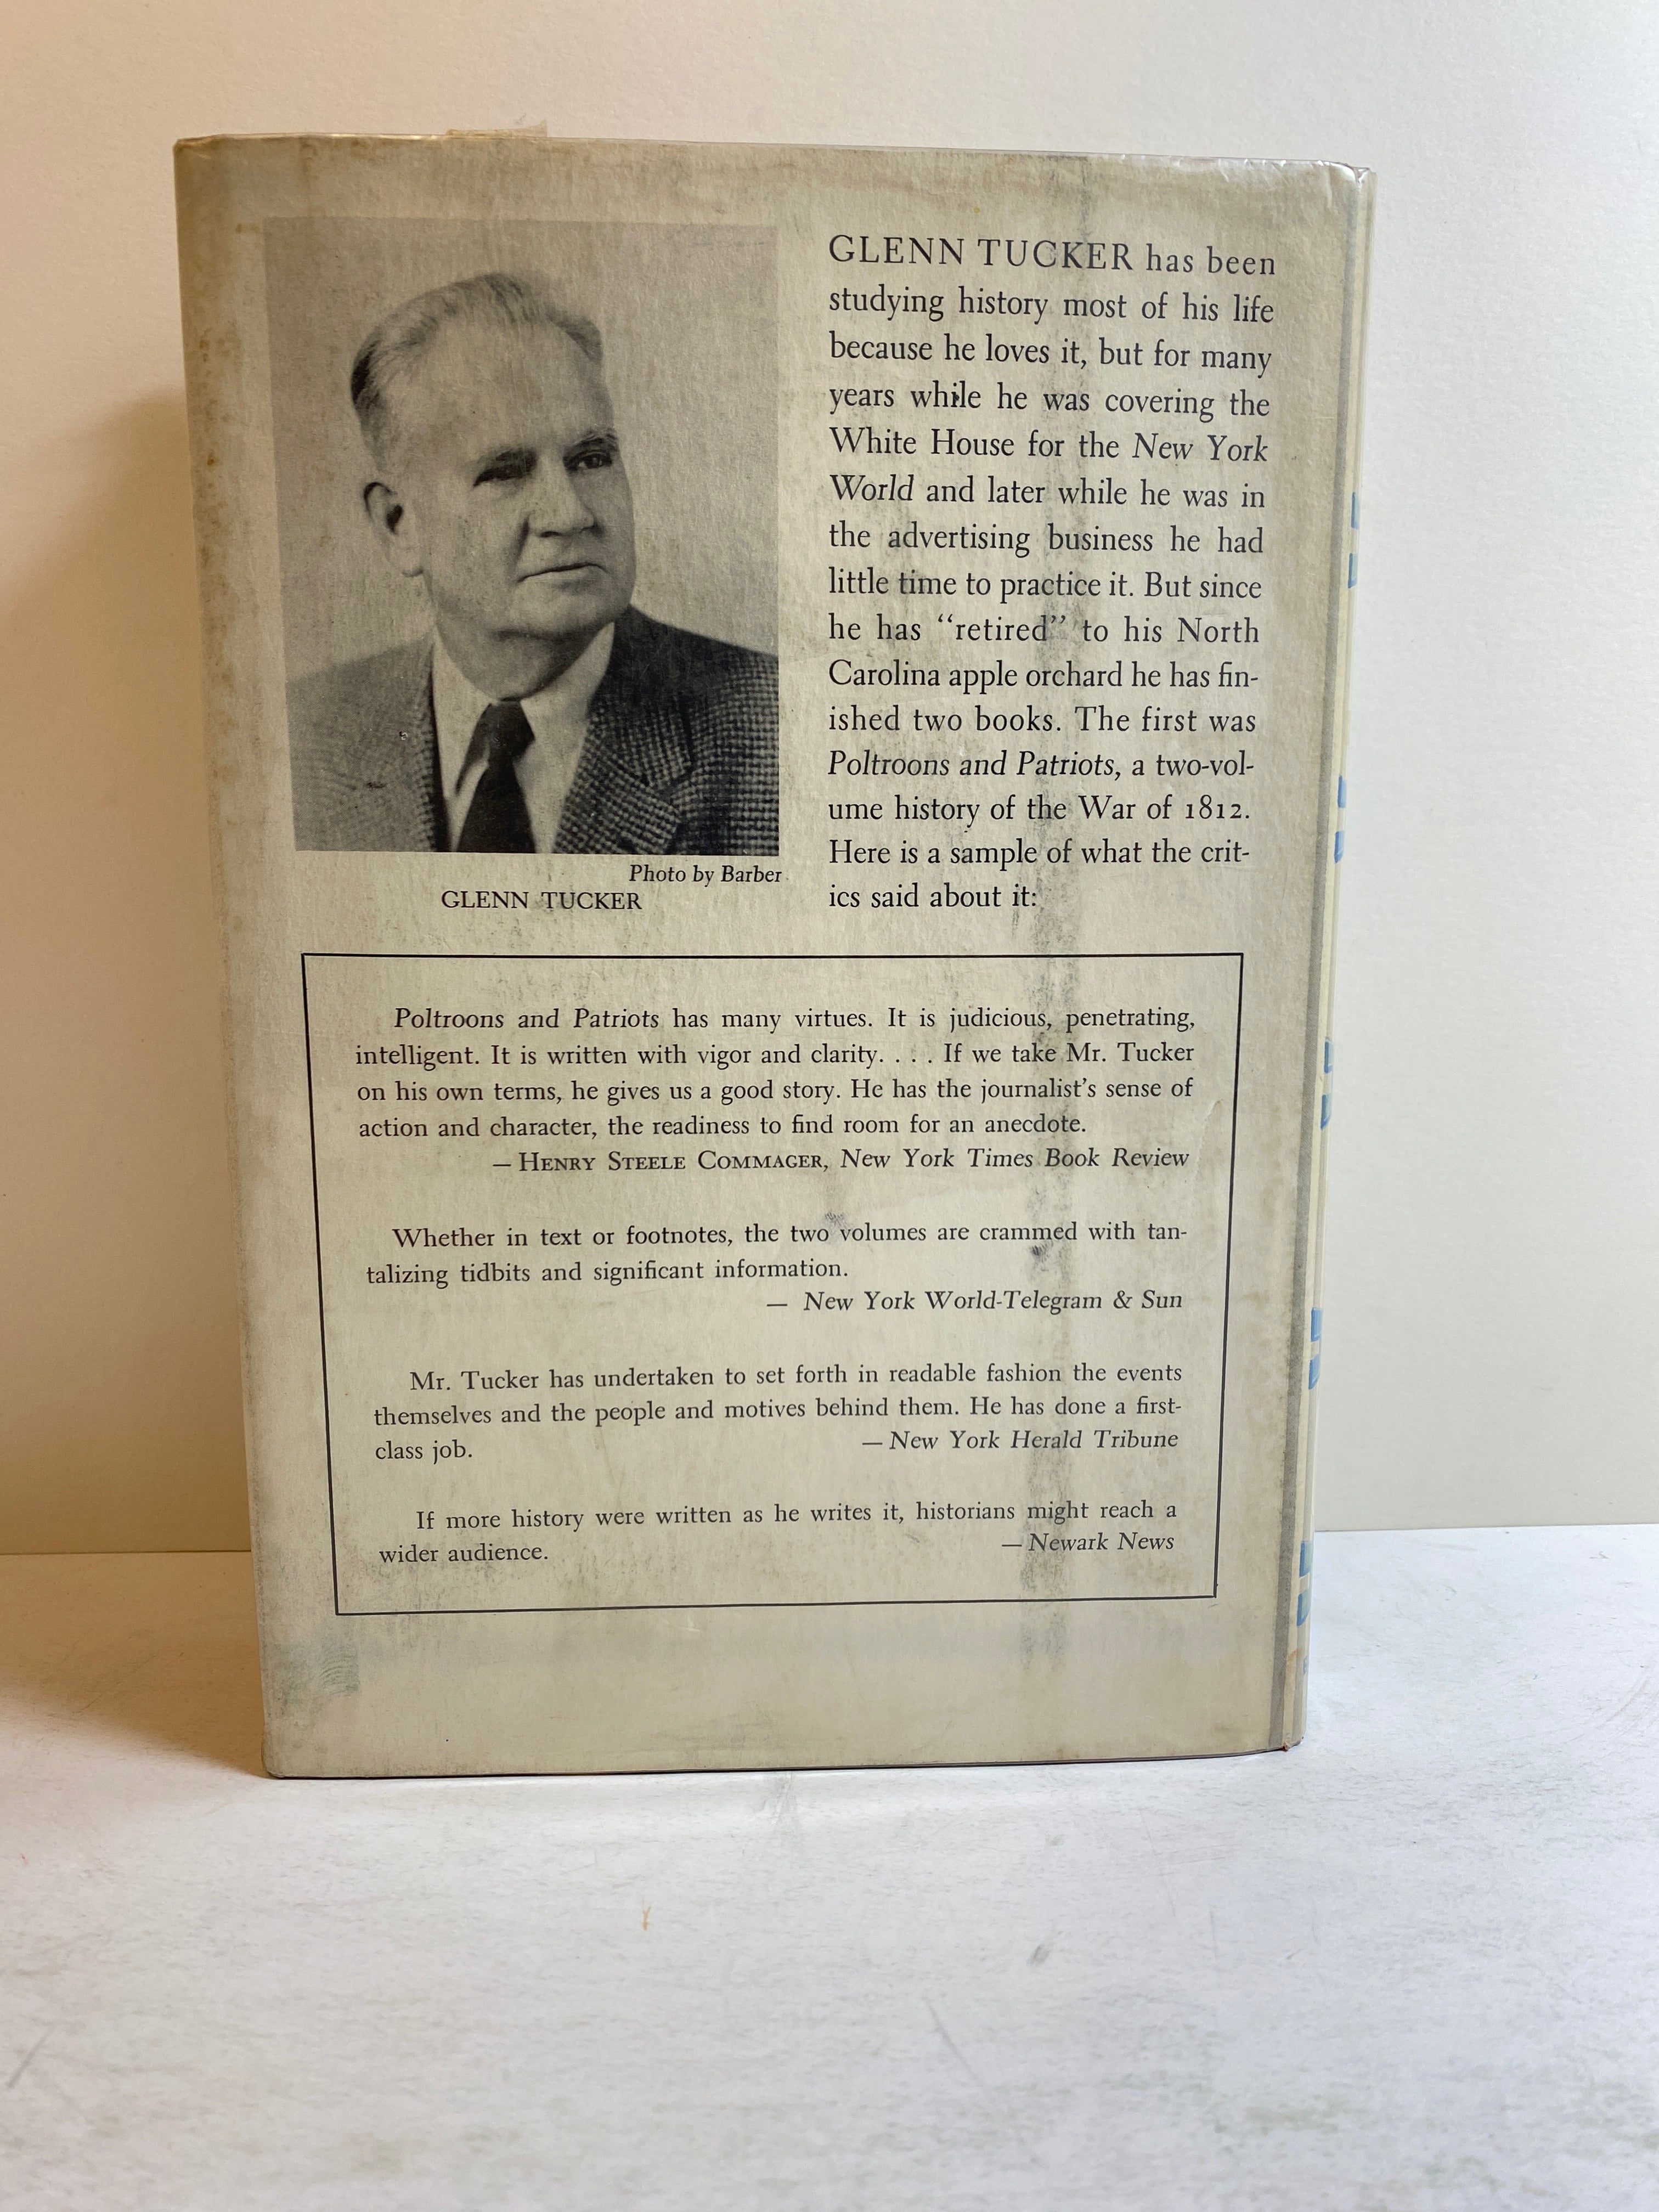 GLENN TUCKER has been
studying history most of his life
because he loves it, but for many
years while he was covering the
White House for the New York
World and later while he was in
the advertising business he had
little time to practice it. But since
he has “retired” to his North
Carolina apple orchard he has fin-
ished two books. The first was
Poltroons and Patriots, a two-vol-
ume history of the War of 1812.
Here is a sample of what the crit-
ics said about it:
Photo by Barber
GLENN TUCKER
Poltroons and Patriots has many virtues. It is judicious, penetrating,
intelligent. It is written with vigor and clarity. . . . If we take Mr. Tucker
on his own terms, he gives us a good story. He has the journalist’s sense of
action and character, the readiness to find room for an anecdote.
— HENRY STEELE COMMAGER, New York Times Book Review
Whether in text or footnotes, the two volumes are crammed with tan-
talizing tidbits and significant information.
— New York World-Telegram & Sun
Mr. Tucker has undertaken to set forth in readable fashion the events
themselves and the people and motives behind them. He has done a first-
class job. — New York Herald Tribune
If more history were written as he writes it, historians might reach a
wider audience. — Newark News